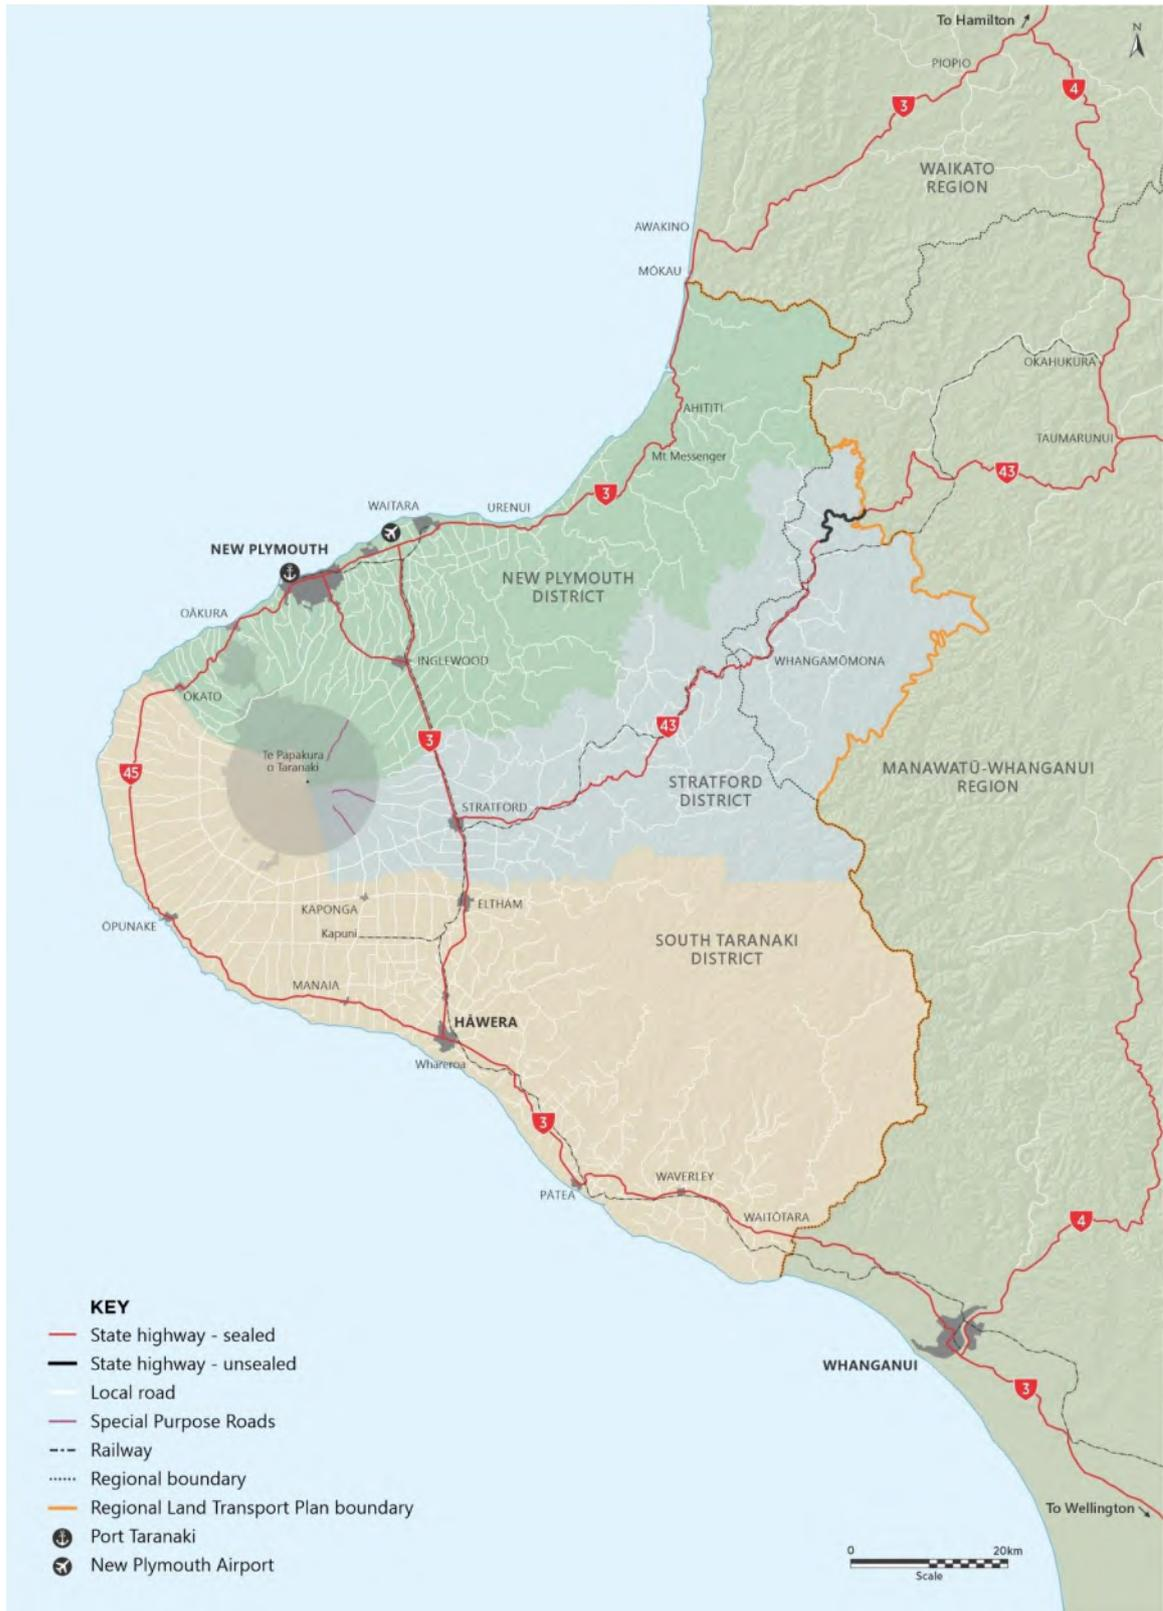 To Hamilton
N
PIOPIO
3
4
WAIKATO
REGION
AWAKINO
MŌKAU
OKAHUKURA
AHITITI
TAUMARUNUI
Mt Messenger
43
3
WAITARA
URENUI
NEW PLYMOUTH
NEW PLYMOUTH
DISTRICT
OĀKURA
INGLEWOOD
WHANGAMŌMONA
ŌKATO
43
3
Te Papakura
o Taranaki
45
MANAWATŪ-WHANGANUI
REGION
STRATFORD
DISTRICT
STRATFORD
KAPONGA
ELTHAM
ŌPUNAKE
Kapuni
SOUTH TARANAKI
DISTRICT
MANAIA
HĀWERA
Whareroa
3
WAVERLEY
PĀTEA
WAITŌTARA
4
KEY
State highway - sealed
State highway - unsealed
Local road
Special Purpose Roads
Railway
Regional boundary
Regional Land Transport Plan boundary
Port Taranaki
New Plymouth Airport
WHANGANUI
3
To Wellington
0 20km
Scale